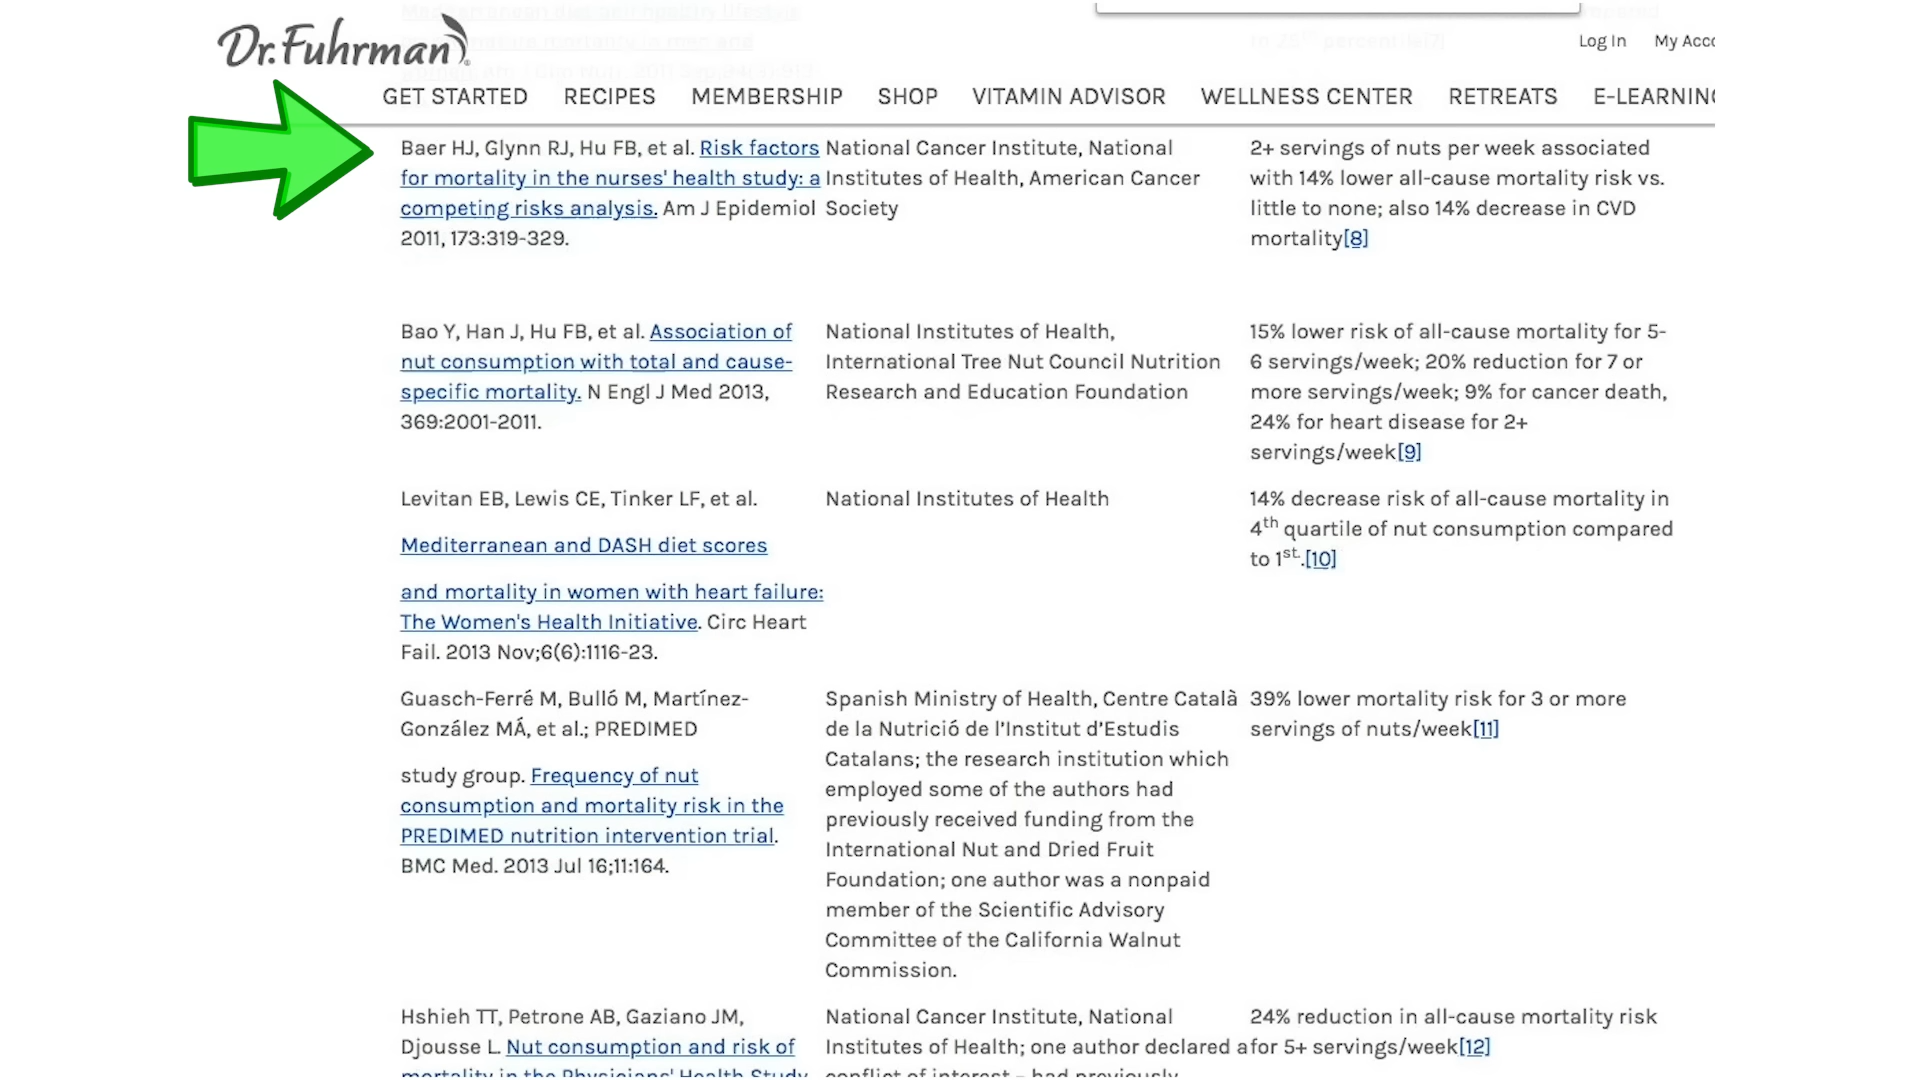 Dr. Fuhrman
Log In My Acco
GET STARTED RECIPES MEMBERSHIP SHOP VITAMIN ADVISOR WELLNESS CENTER RETREATS E-LEARNING
Baer HJ, Glynn RJ, Hu FB, et al. Risk factors
for mortality in the nurses' health study: a
competing risks analysis. Am J Epidemiol
2011, 173:319-329.
National Cancer Institute, National
Institutes of Health, American Cancer
Society
2+ servings of nuts per week associated
with 14% lower all-cause mortality risk vs.
little to none; also 14% decrease in CVD
mortality[8]
Bao Y, Han J, Hu FB, et al. Association of
nut consumption with total and cause-
specific mortality. N Engl J Med 2013,
369:2001-2011.
National Institutes of Health,
International Tree Nut Council Nutrition
Research and Education Foundation
15% lower risk of all-cause mortality for 5-
6 servings/week; 20% reduction for 7 or
more servings/week; 9% for cancer death,
24% for heart disease for 2+
servings/week[9]
Levitan EB, Lewis CE, Tinker LF, et al.
Mediterranean and DASH diet scores
and mortality in women with heart failure:
The Women's Health Initiative. Circ Heart
Fail. 2013 Nov;6(6):1116-23.
National Institutes of Health
14% decrease risk of all-cause mortality in
4th quartile of nut consumption compared
to 1st.[10]
Guasch-Ferré M, Bulló M, Martínez-
González MÁ, et al.; PREDIMED
study group. Frequency of nut
consumption and mortality risk in the
PREDIMED nutrition intervention trial.
BMC Med. 2013 Jul 16;11:164.
Spanish Ministry of Health, Centre Català
de la Nutrició de l'Institut d'Estudis
Catalans; the research institution which
employed some of the authors had
previously received funding from the
International Nut and Dried Fruit
Foundation; one author was a nonpaid
member of the Scientific Advisory
Committee of the California Walnut
Commission.
39% lower mortality risk for 3 or more
servings of nuts/week[11]
Hshieh TT, Petrone AB, Gaziano JM,
Djousse L. Nut consumption and risk of
mortality in the Physicians' Health Study
National Cancer Institute, National
Institutes of Health; one author declared a
conflict of interest – had previously
24% reduction in all-cause mortality risk
for 5+ servings/week[12]